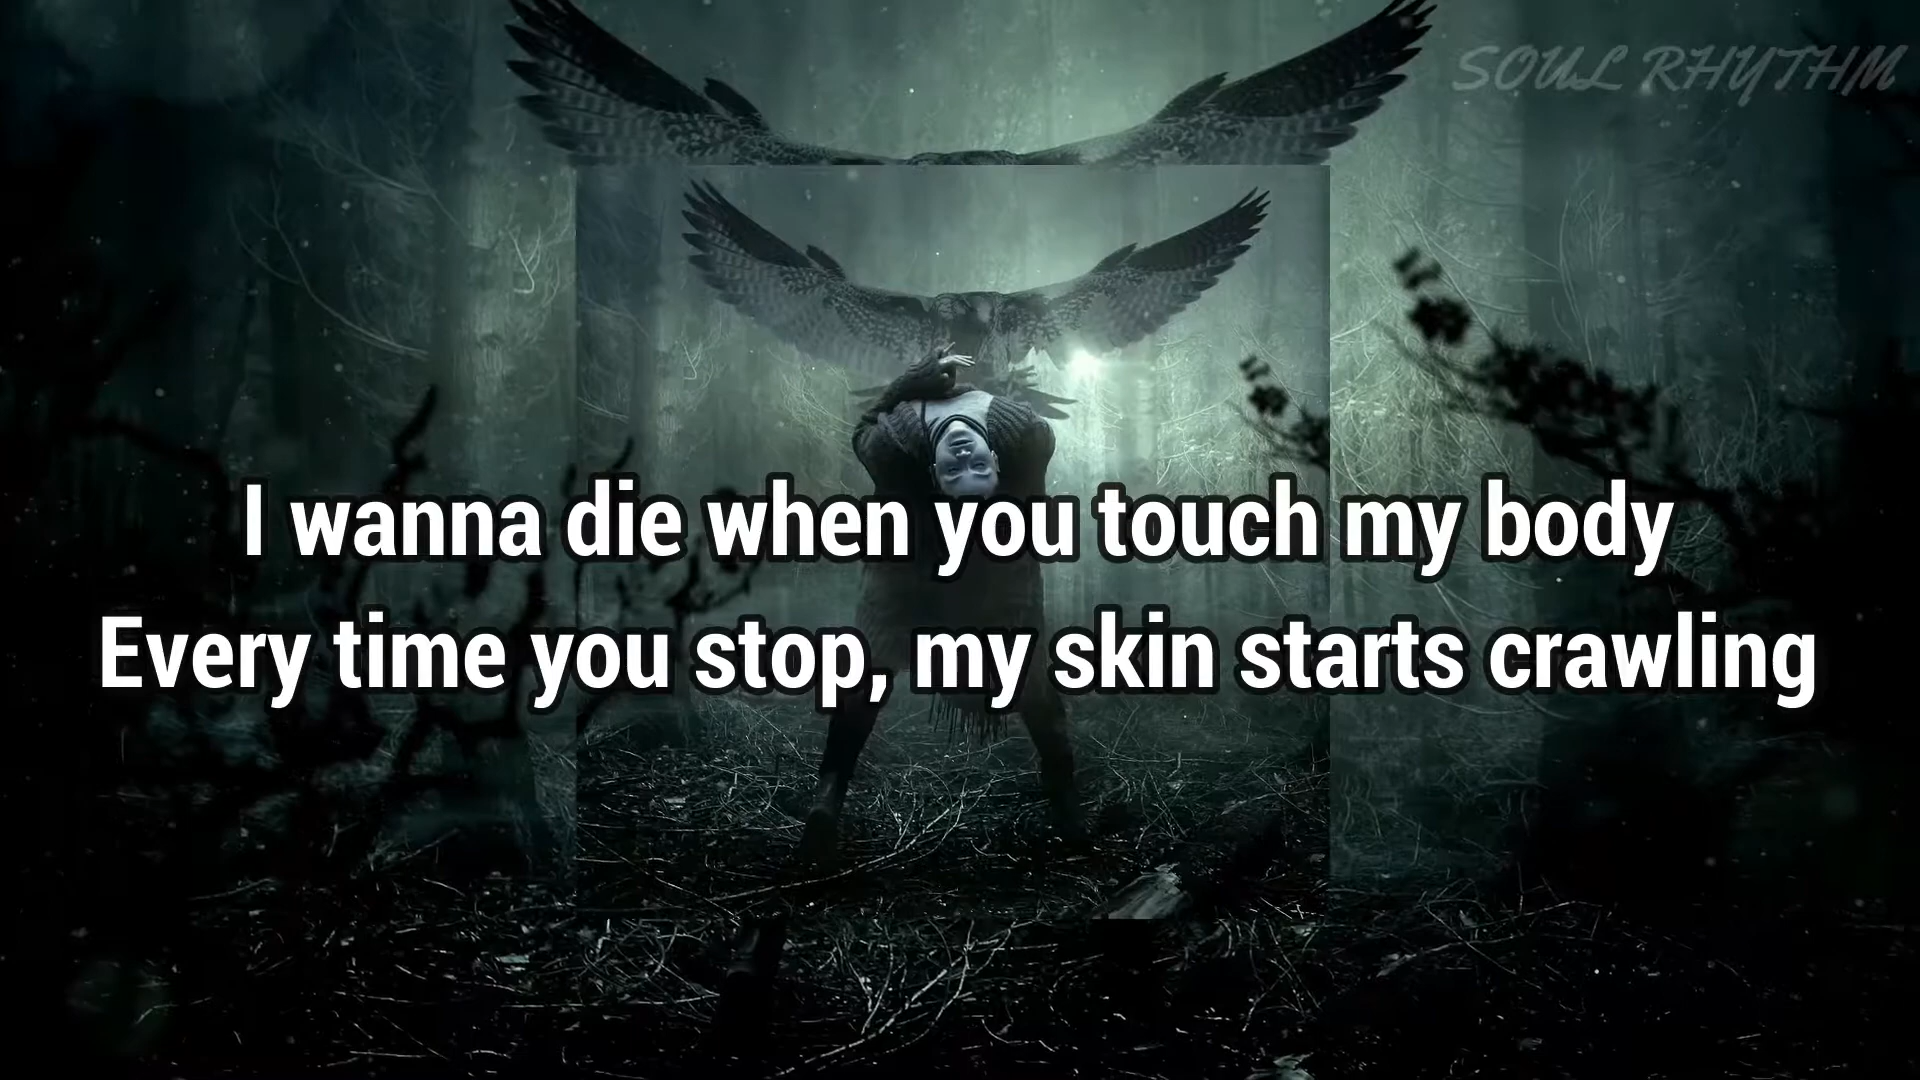 SOUL RHYTHM
I wanna die when you touch my body
Every time you stop, my skin starts crawling